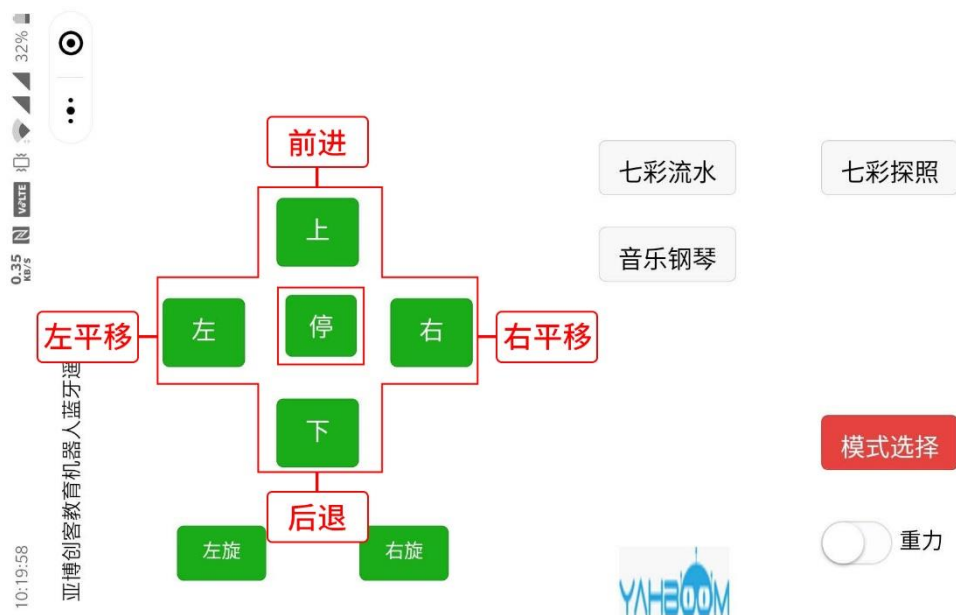 32%
VoLTE
0.35
KB/S
10:19:58
亚博创客教育机器人蓝牙遥
前进
上
左平移
左
停
右
右平移
下
后退
左旋
右旋
七彩流水
七彩探照
音乐钢琴
模式选择
重力
YAHBOOM